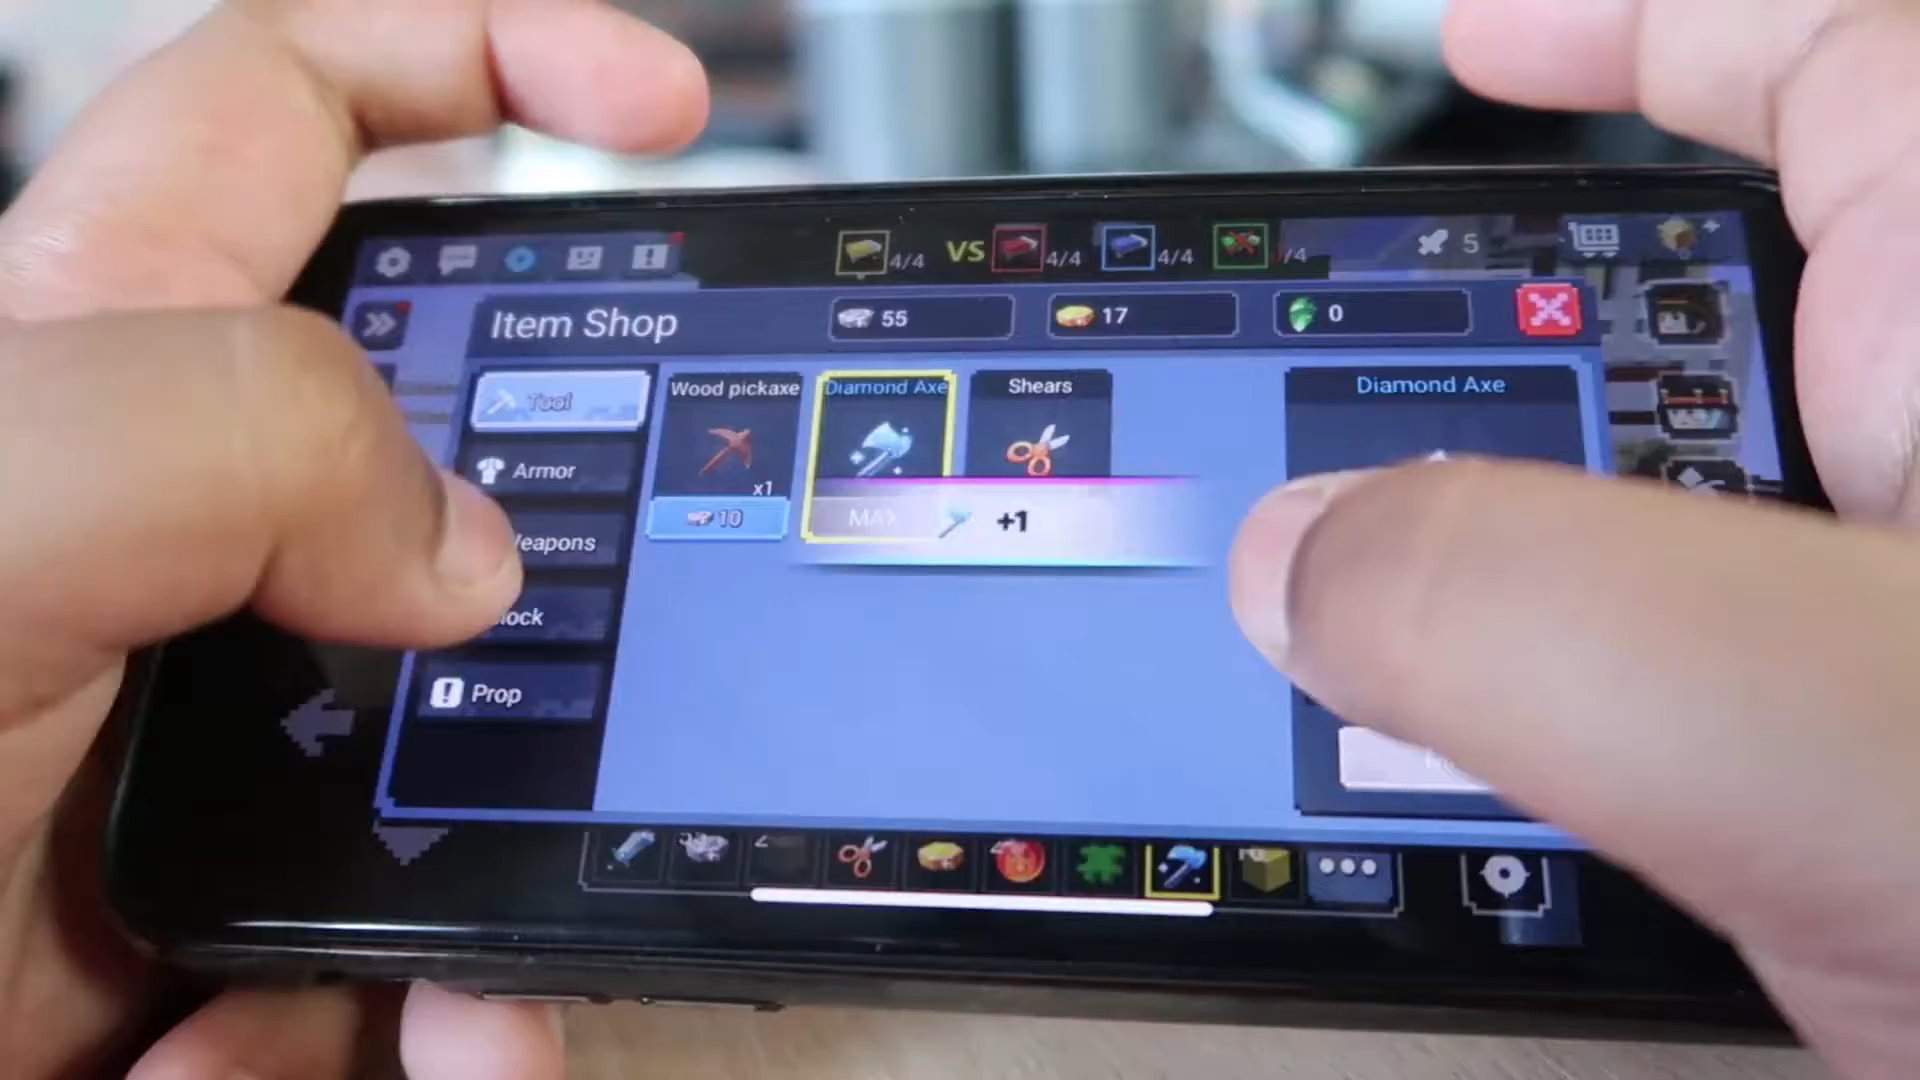 4/4 VS 4/4 4/4 /4 5
Item Shop 55 17 0
Tool
Armor
Weapons
lock
Prop
Wood pickaxe
x1
10
Diamond Axe
MAX
+1
Shears
Diamond Axe